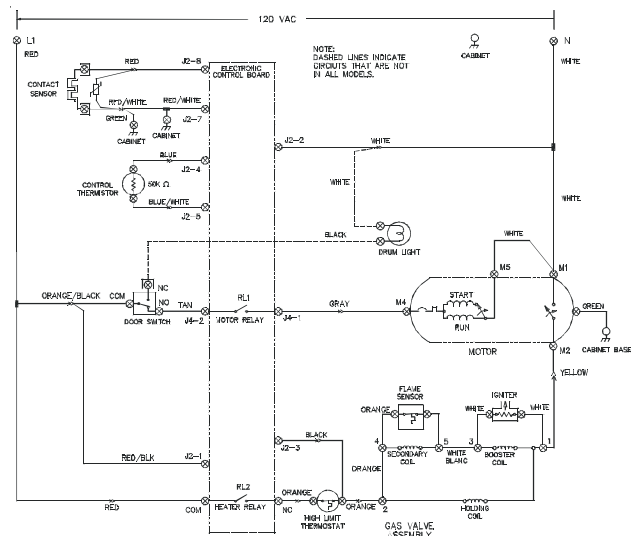 120 VAC
L1
N
RED
RED
J2-8
ELECTRONIC
CONTROL BOARD
NOTE:
DASHED LINES INDICATE
CIRCUITS THAT ARE NOT
IN ALL MODELS.
CABINET
WHITE
CONTACT
SENSOR
RED/WHITE
RED/WHITE
GREEN
J2-7
CABINET
CABINET
J2-2
WHITE
BLUE
J2-4
CONTROL
THERMISTOR
50K Ω
WHITE
BLUE/WHITE
J2-5
WHITE
BLACK
DRUM LIGHT
WHITE
M5
M1
NC
ORANGE/BLACK
COM
NO
TAN
RL1
GRAY
M4
START
RUN
GREEN
DOOR SWITCH
J4-2
MOTOR RELAY
J4-1
MOTOR
M2
CABINET BASE
YELLOW
FLAME
SENSOR
IGNITER
ORANGE
WHITE
WHITE
BLACK
4
5
3
1
RED/BLK
J2-1
J2-3
SECONDARY
COIL
WHITE
BLANC
BOOSTER
COIL
ORANGE
RL2
ORANGE
RED
COM
HEATER RELAY
NC
HIGH LIMIT
THERMOSTAT
ORANGE
2
HOLDING
COIL
GAS VALVE
ASSEMBLY